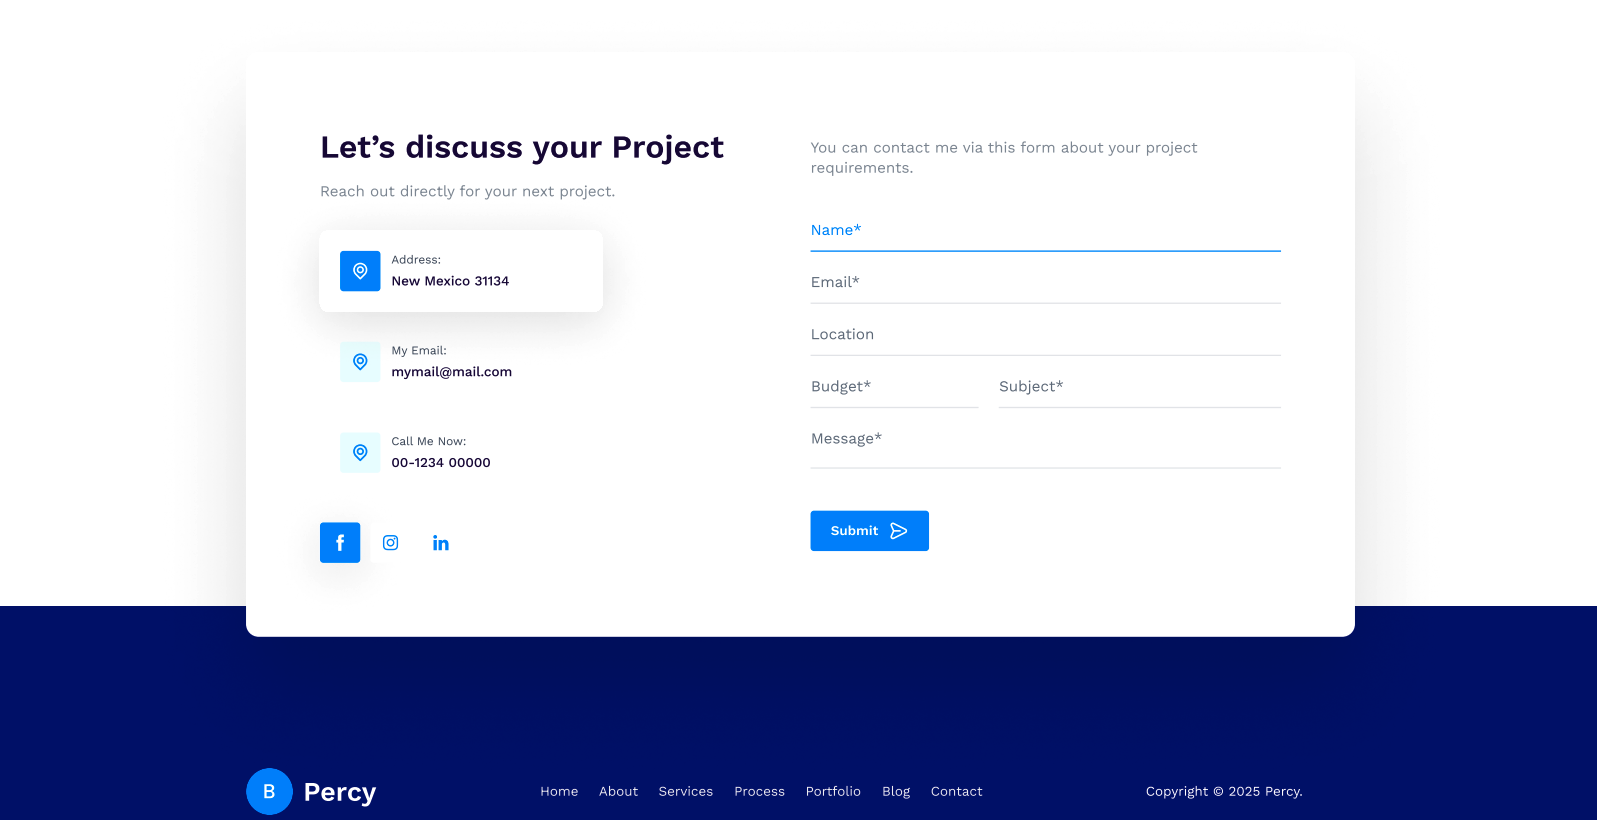 Let’s discuss your Project
Reach out directly for your next project.
Address:
New Mexico 31134
My Email:
mymail@mail.com
Call Me Now:
00-1234 00000
You can contact me via this form about your project
requirements.
Name*
Email*
Location
Budget* Subject*
Message*
Submit
B Percy
Home About Services Process Portfolio Blog Contact
Copyright © 2025 Percy.